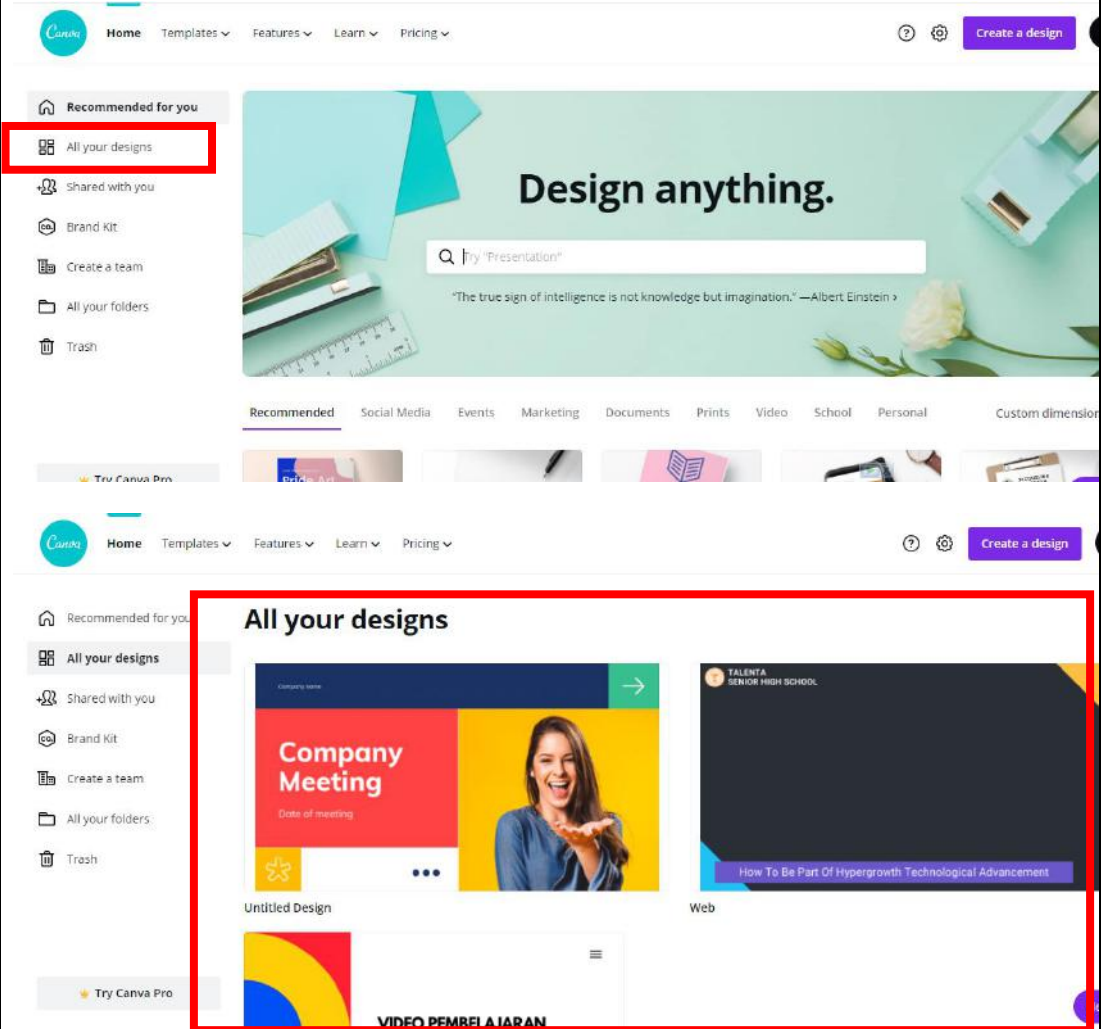 Canva
Home Templates Features Learn Pricing
Create a design
Recommended for you
All your designs
Shared with you
Brand Kit
Create a team
All your folders
Trash
Try Canva Pro
Design anything.
Try "Presentation"
"The true sign of intelligence is not knowledge but imagination." —Albert Einstein ›
Recommended Social Media Events Marketing Documents Prints Video School Personal Custom dimension
Pride Art
Canva
Home Templates Features Learn Pricing
Create a design
Recommended for you
All your designs
Shared with you
Brand Kit
Create a team
All your folders
Trash
Try Canva Pro
All your designs
Company name
Company
Meeting
Date of meeting
Untitled Design
TALENTA
SENIOR HIGH SCHOOL
How To Be Part Of Hypergrowth Technological Advancement
Web
VIDEO PEMBELAJARAN